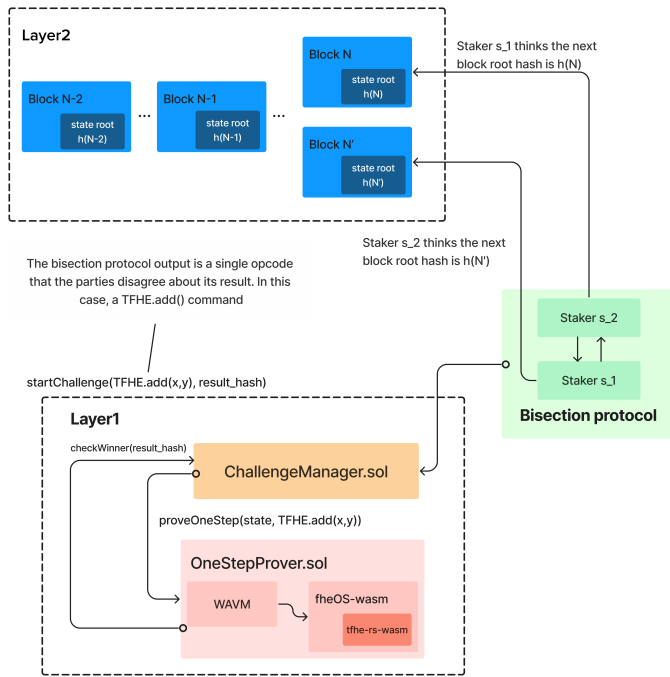 Layer2
Block N
state root
h(N)
Block N-2
state root
h(N-2)
...
Block N-1
state root
h(N-1)
...
Block N'
state root
h(N')
Staker s_1 thinks the next
block root hash is h(N)
Staker s_2 thinks the next
block root hash is h(N')
The bisection protocol output is a single opcode
that the parties disagree about its result. In this
case, a TFHE.add() command
Staker s_2
Staker s_1
Bisection protocol
startChallenge(TFHE.add(x,y), result_hash)
Layer1
checkWinner(result_hash)
ChallengeManager.sol
proveOneStep(state, TFHE.add(x,y))
OneStepProver.sol
WAVM
fheOS-wasm
tfhe-rs-wasm